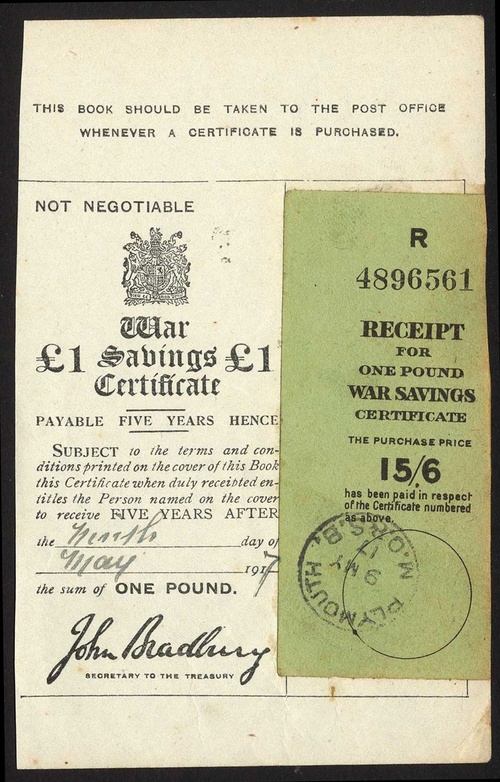 THIS BOOK SHOULD BE TAKEN TO THE POST OFFICE
WHENEVER A CERTIFICATE IS PURCHASED.
NOT NEGOTIABLE
War
£1 Savings £1
Certificate
PAYABLE FIVE YEARS HENCE
SUBJECT to the terms and con-
ditions printed on the cover of this Book
this Certificate when duly receipted en-
titles the Person named on the cover
to receive FIVE YEARS AFTER
the Ninth day of
May 1917
the sum of ONE POUND.
John Bradbury
SECRETARY TO THE TREASURY
R
4896561
RECEIPT
FOR
ONE POUND
WAR SAVINGS
CERTIFICATE
THE PURCHASE PRICE
15/6
has been paid in respect
of the Certificate numbered
as above.
PLYMOUTH M.O. & S.B.
9 MY
17